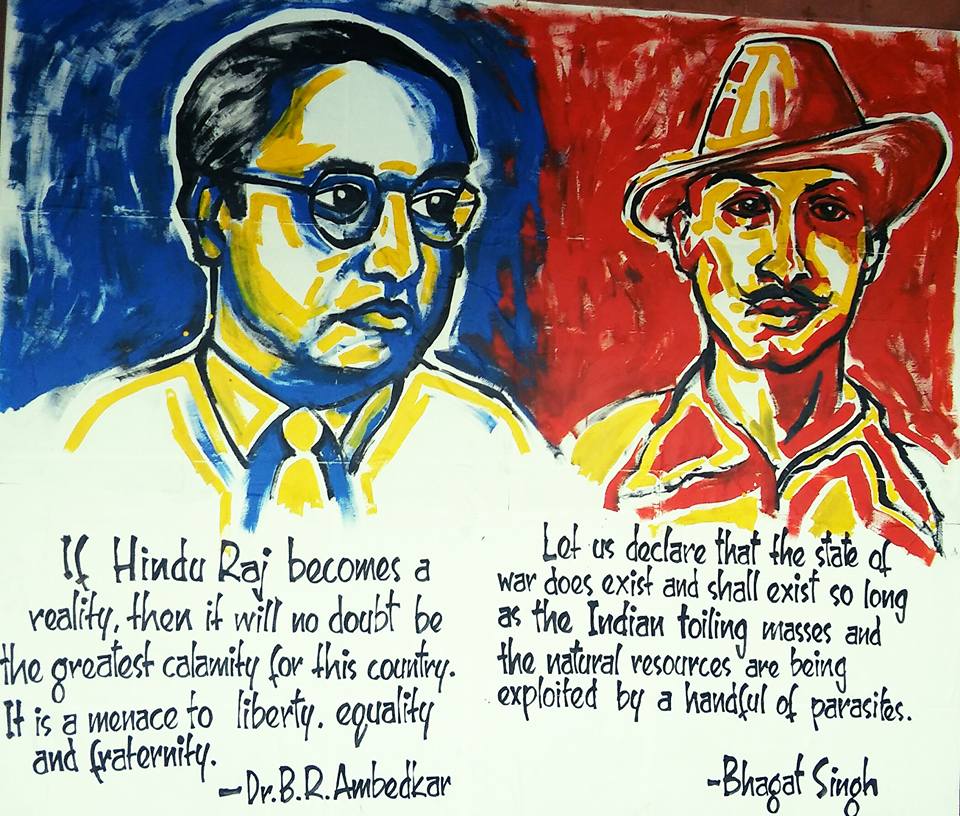 If Hindu Raj becomes a
reality, then it will no doubt be
the greatest calamity for this country.
It is a menace to liberty. equality
and fraternity.
-Dr.B.R.Ambedkar
Let us declare that the state of
war does exist and shall exist so long
as the Indian toiling masses and
the natural resources are being
exploited by a handful of parasites.
-Bhagat Singh